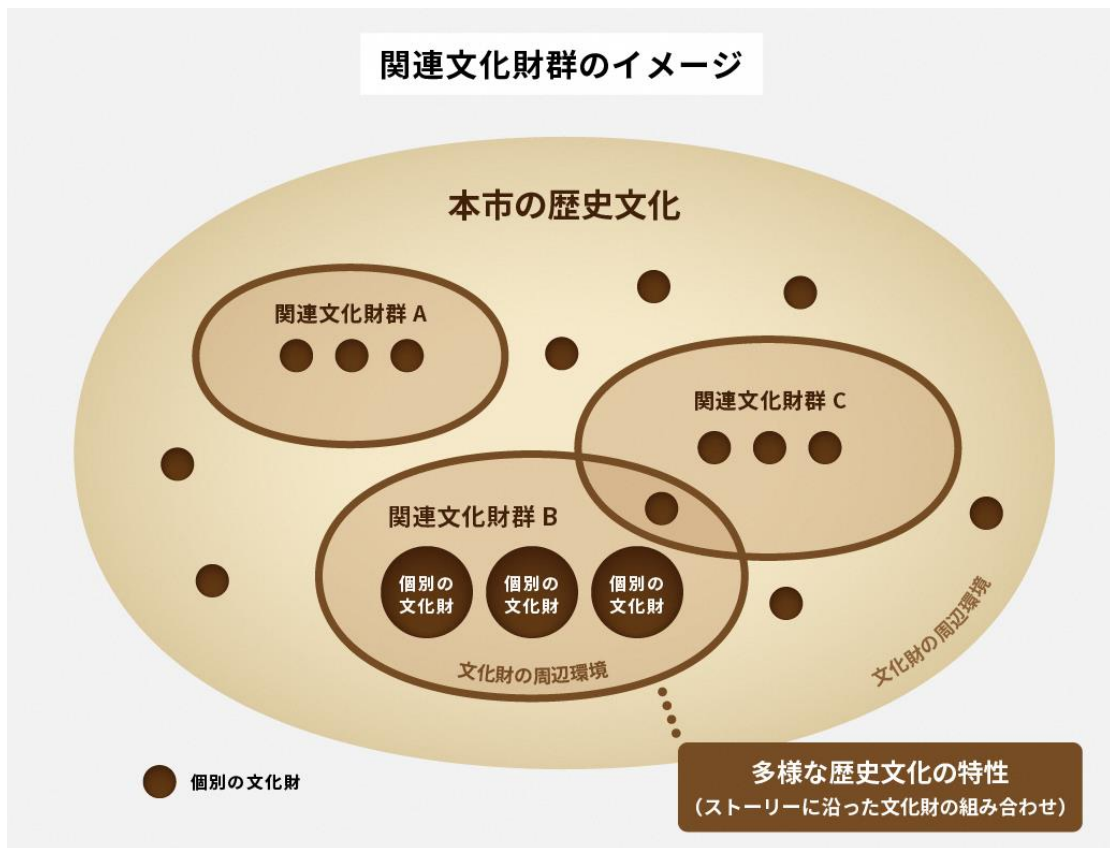 関連文化財群のイメージ
本市の歴史文化
関連文化財群 A
関連文化財群 C
関連文化財群 B
個別の
文化財
個別の
文化財
個別の
文化財
文化財の周辺環境
文化財の周辺環境
多様な歴史文化の特性
（ストーリーに沿った文化財の組み合わせ）
個別の文化財